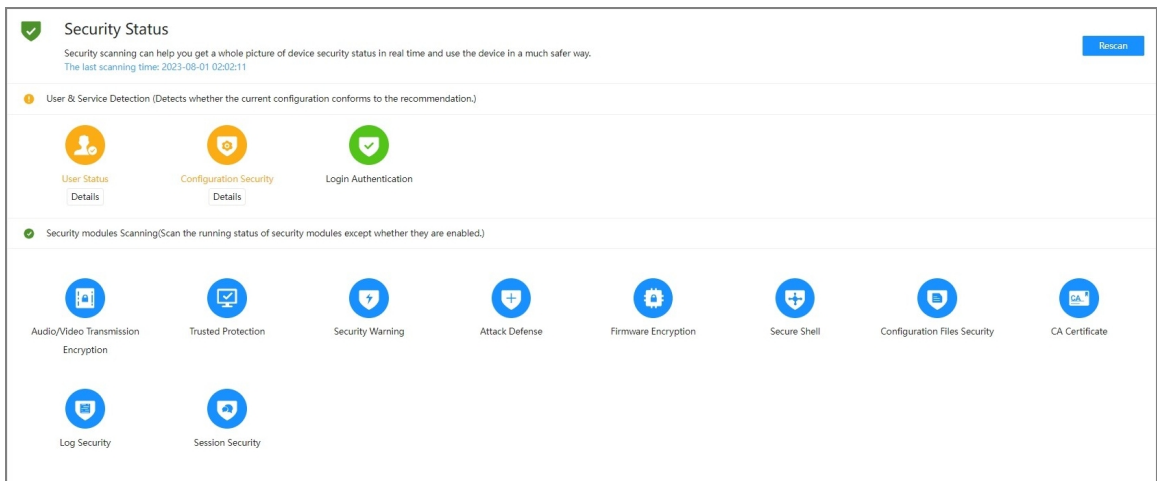 Security Status
Security scanning can help you get a whole picture of device security status in real time and use the device in a much safer way.
Rescan
The last scanning time: 2023-08-01 02:02:11
User & Service Detection (Detects whether the current configuration conforms to the recommendation.)
User Status
Configuration Security
Login Authentication
Details
Details
Security modules Scanning(Scan the running status of security modules except whether they are enabled.)
CA
Audio/Video Transmission
Encryption
Trusted Protection
Security Warning
Attack Defense
Firmware Encryption
Secure Shell
Configuration Files Security
CA Certificate
Log Security
Session Security